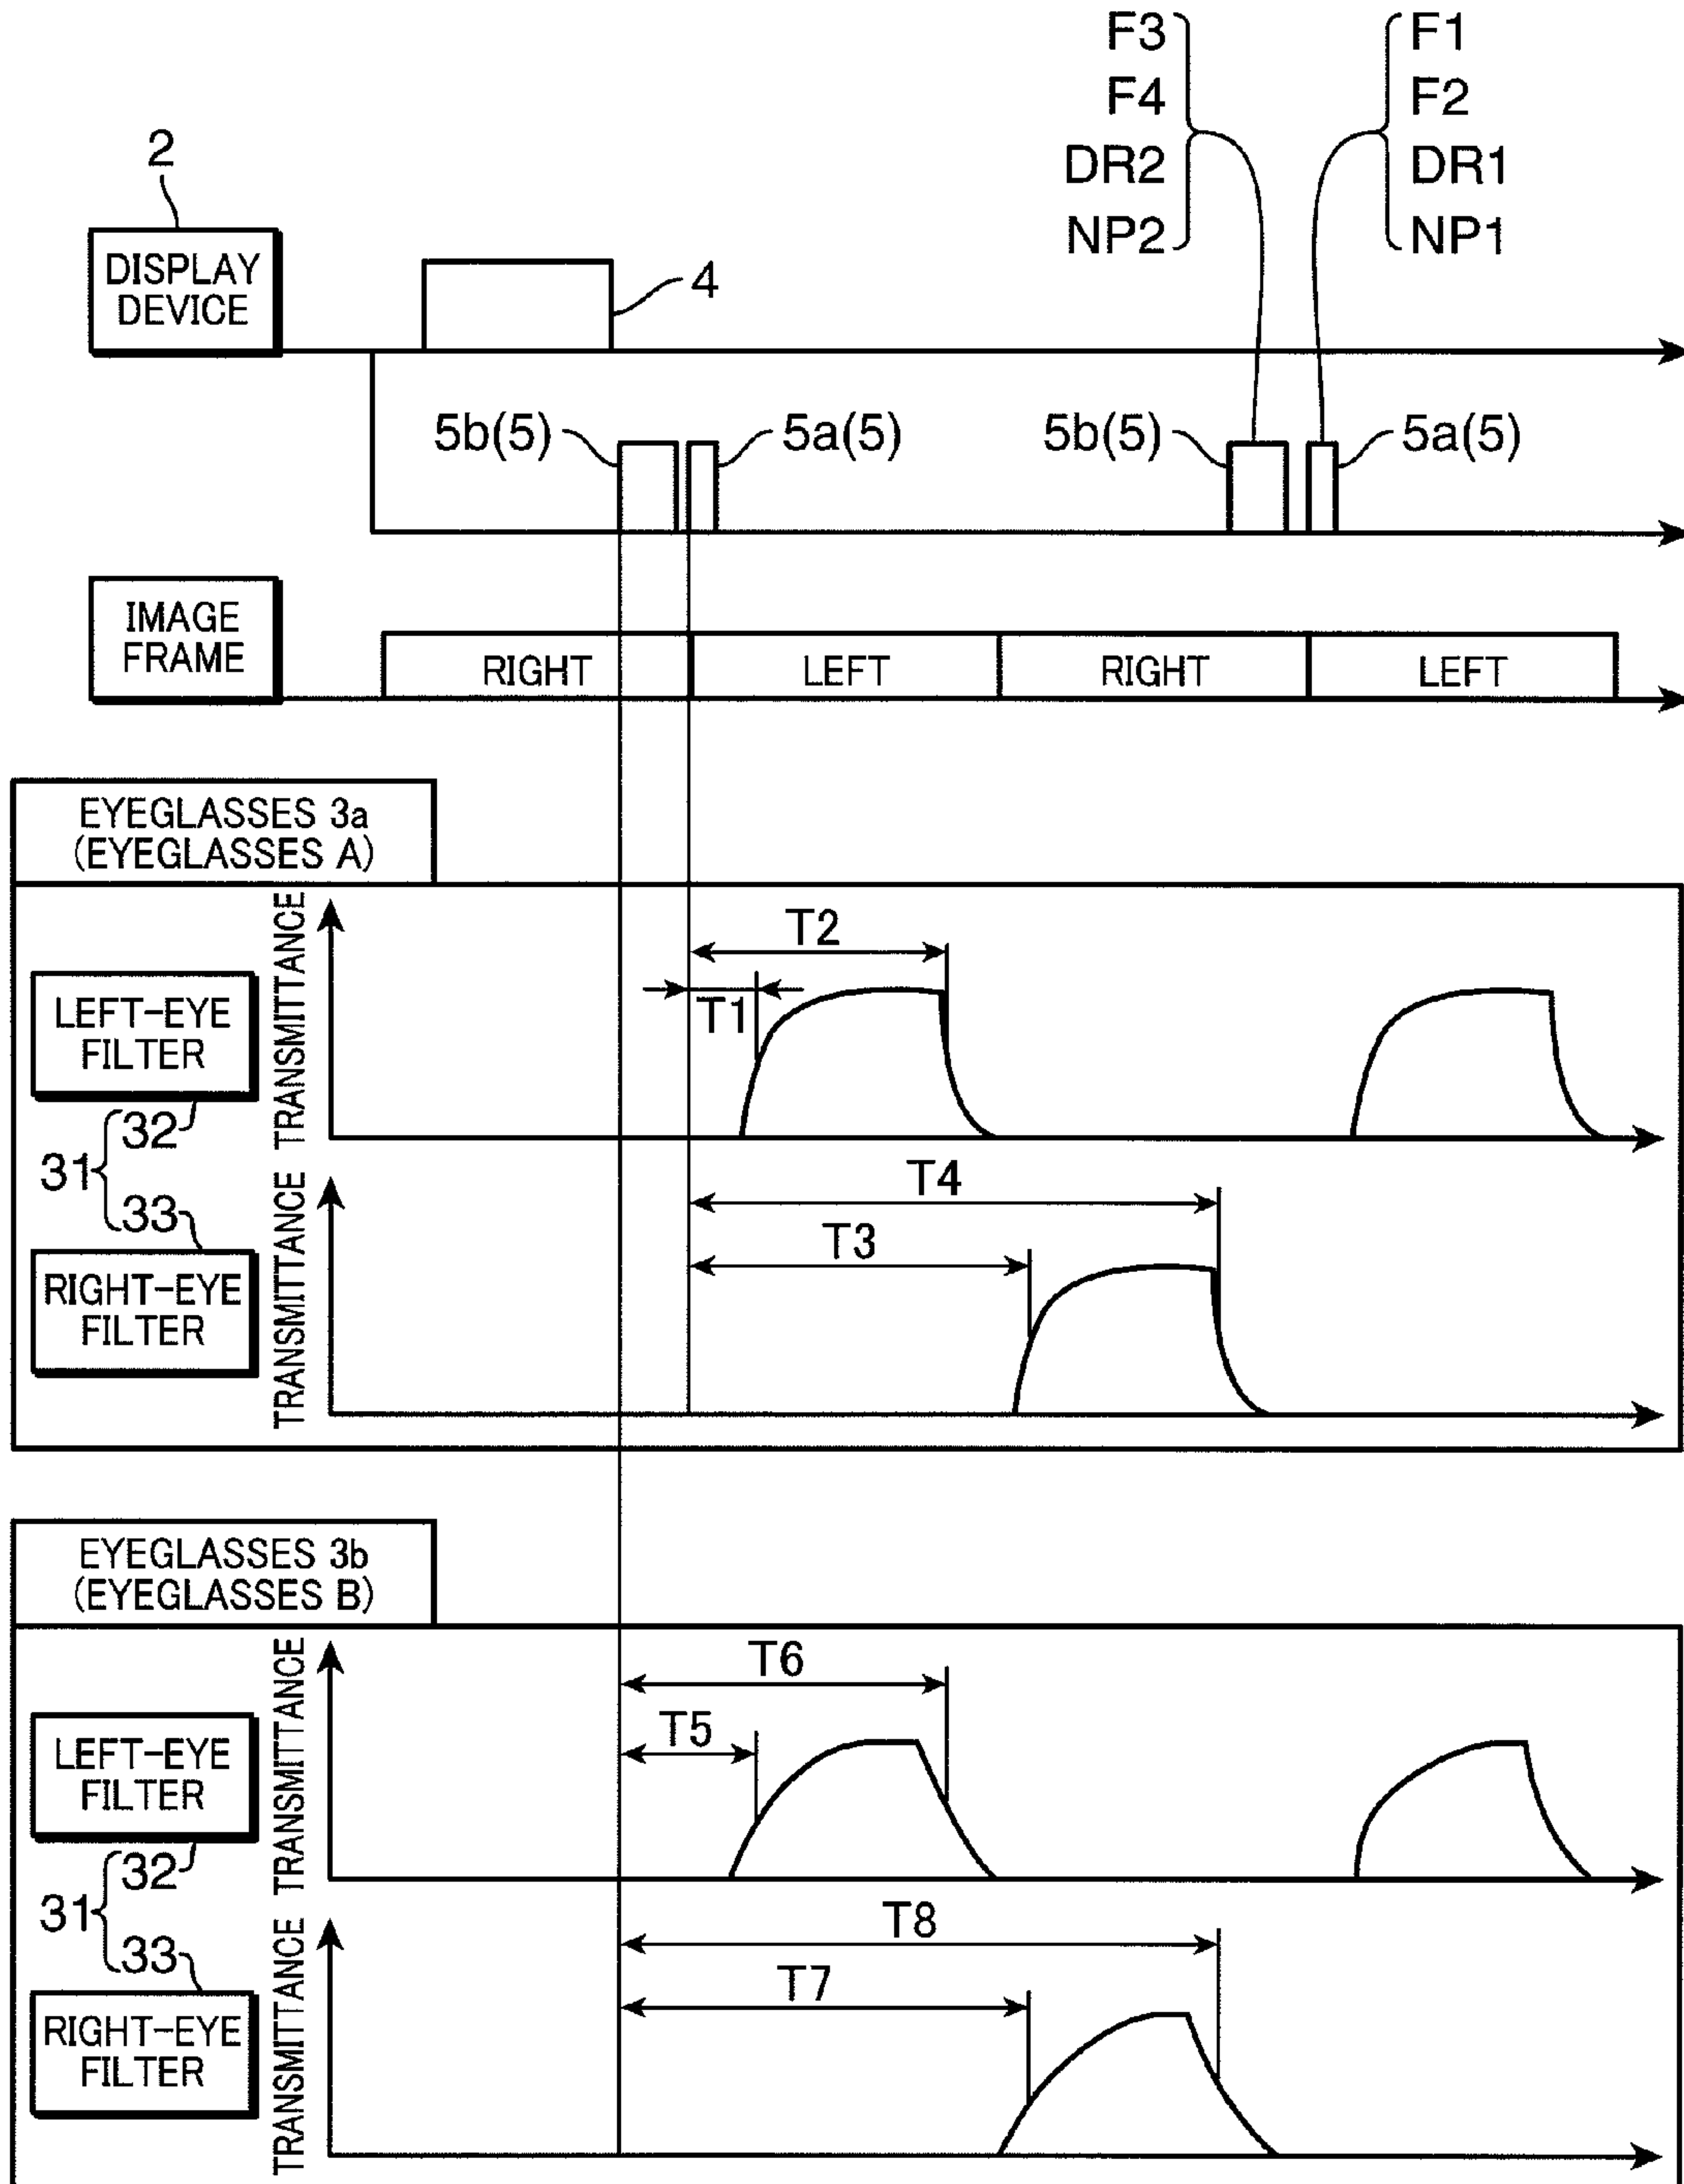 F3
F4
DR2
NP2
F1
F2
DR1
NP1
2
DISPLAY
DEVICE
4
5b(5)
5a(5)
5b(5)
5a(5)
IMAGE
FRAME
RIGHT
LEFT
RIGHT
LEFT
EYEGLASSES 3a
(EYEGLASSES A)
TRANSMITTANCE
T2
T1
LEFT-EYE
FILTER
32
31
33
TRANSMITTANCE
T4
T3
RIGHT-EYE
FILTER
EYEGLASSES 3b
(EYEGLASSES B)
TRANSMITTANCE
T6
T5
LEFT-EYE
FILTER
32
31
33
TRANSMITTANCE
T8
T7
RIGHT-EYE
FILTER